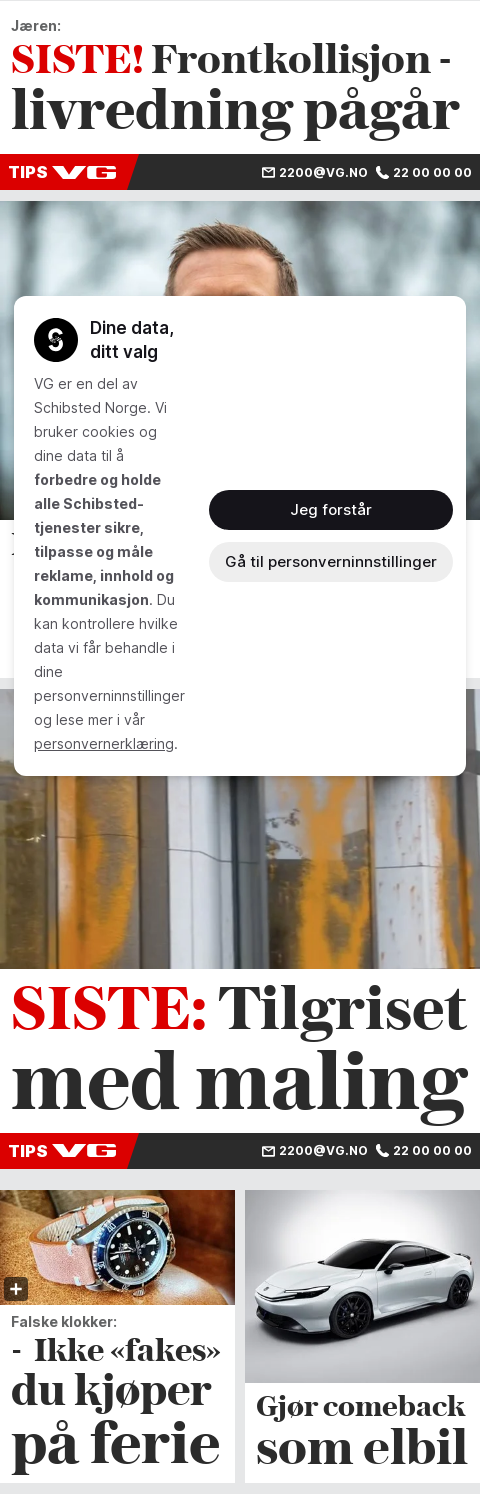 Jæren:
SISTE! Frontkollisjon -
livredning pågår
TIPS VG 2200@VG.NO 22 00 00 00
Dine data,
ditt valg
VG er en del av
Schibsted Norge. Vi
bruker cookies og
dine data til å
forbedre og holde
alle Schibsted-
tjenester sikre,
tilpasse og måle
reklame, innhold og
kommunikasjon. Du
kan kontrollere hvilke
data vi får behandle i
dine
personverninnstillinger
og lese mer i vår
personvernerklæring.
Jeg forstår
Gå til personverninnstillinger
SISTE: Tilgriset
med maling
TIPS VG 2200@VG.NO 22 00 00 00
Falske klokker:
- Ikke «fakes»
du kjøper
på ferie
Gjør comeback
som elbil